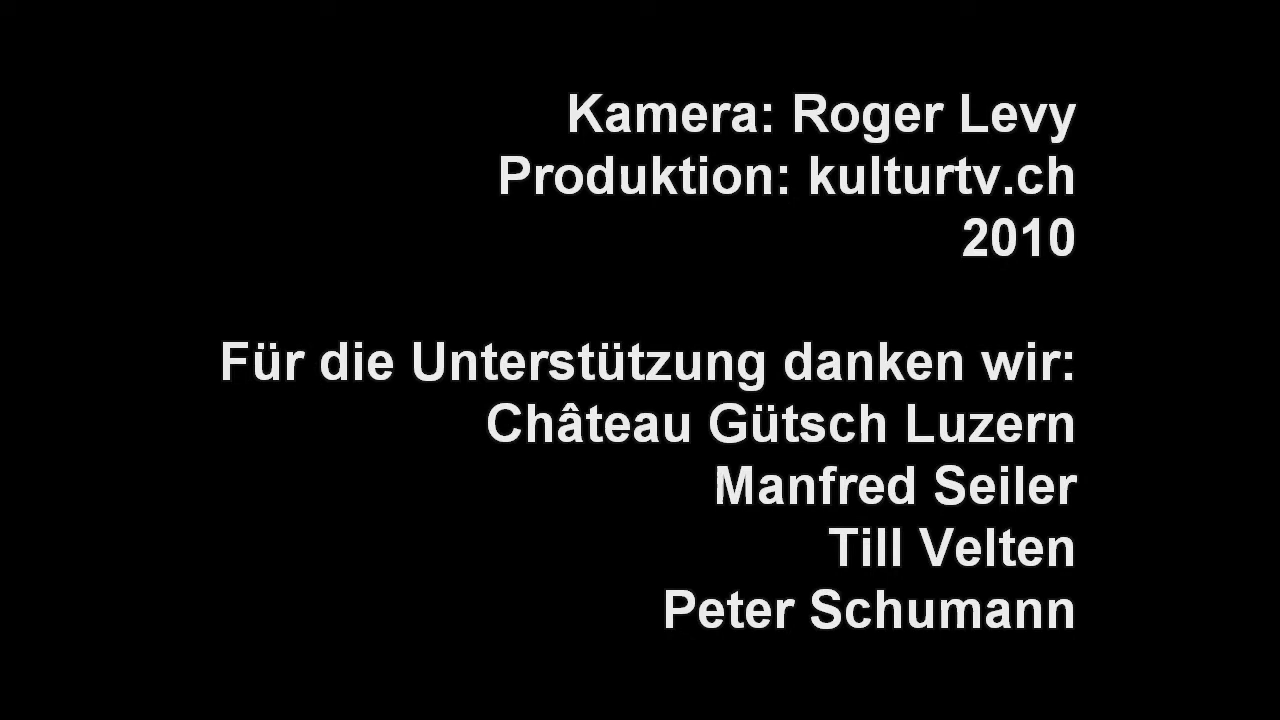 Kamera: Roger Levy
Produktion: kulturtv.ch
2010
Für die Unterstützung danken wir:
Château Gütsch Luzern
Manfred Seiler
Till Velten
Peter Schumann